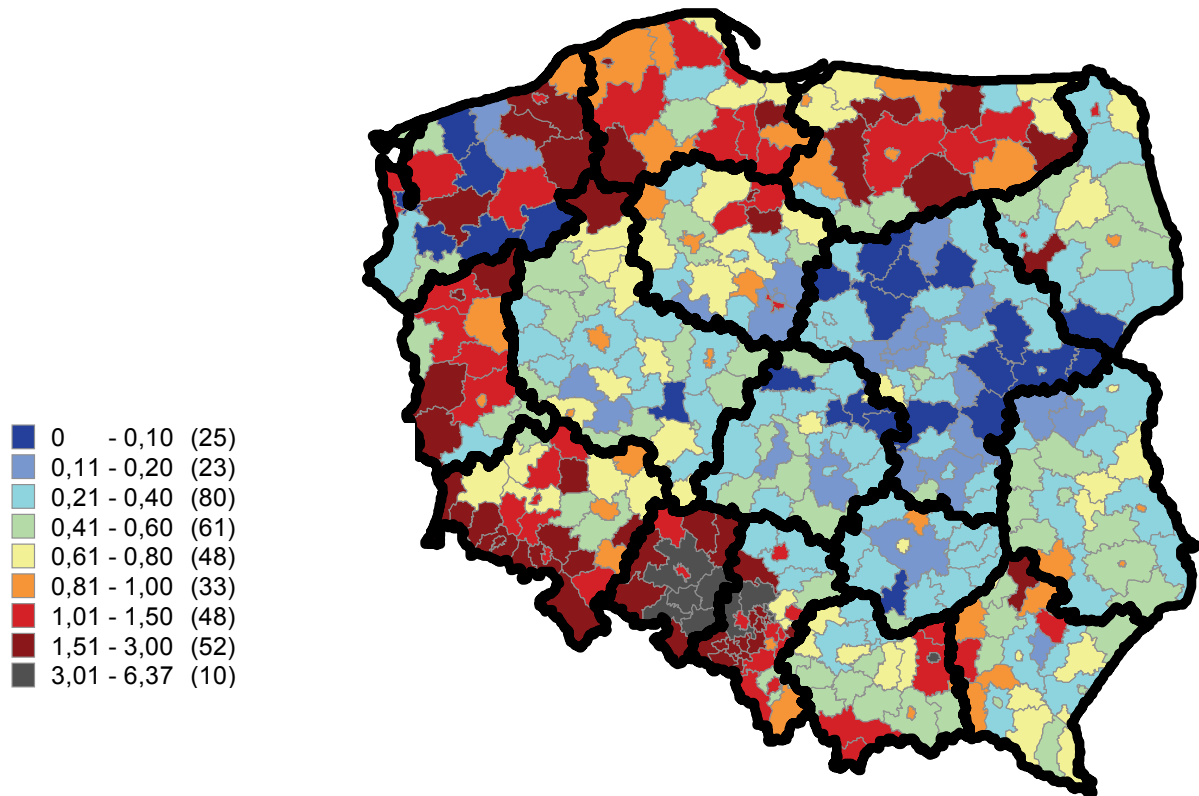 0 - 0,10 (25)
0,11 - 0,20 (23)
0,21 - 0,40 (80)
0,41 - 0,60 (61)
0,61 - 0,80 (48)
0,81 - 1,00 (33)
1,01 - 1,50 (48)
1,51 - 3,00 (52)
3,01 - 6,37 (10)